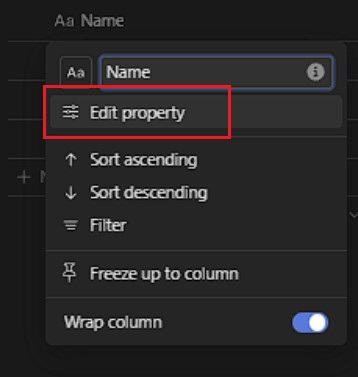 Aa Name
Aa Name
Edit property
Sort ascending
Sort descending
Filter
Freeze up to column
Wrap column